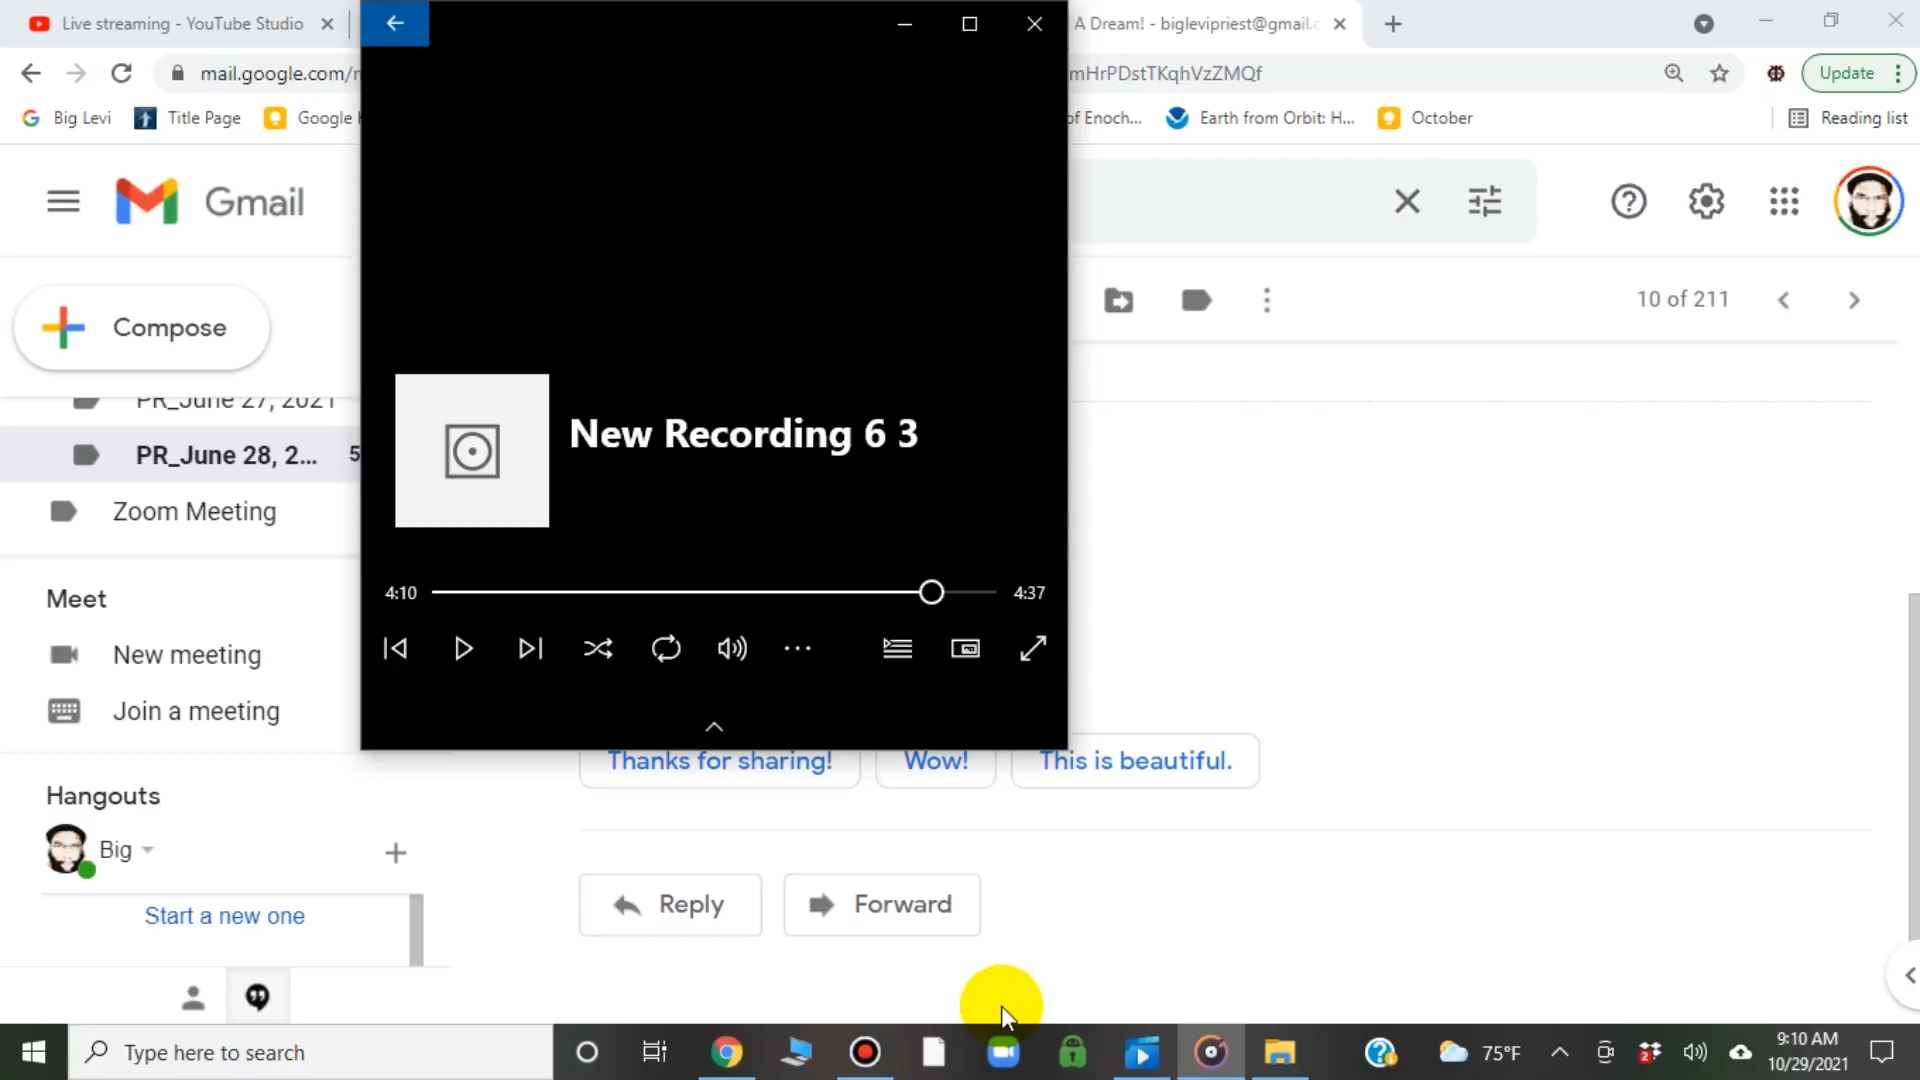 Live streaming - YouTube Studio
A Dream! - biglevipriest@gmail.c
mail.google.com/r
mHrPDstTKqhVzZMQf
Update
Big Levi
Title Page
Google
of Enoch...
Earth from Orbit: H...
October
Reading list
Gmail
Compose
10 of 211
PR_June 27, 2021
PR_June 28, 2... 5
Zoom Meeting
Meet
New meeting
Join a meeting
Hangouts
Big
Start a new one
New Recording 6 3
4:10
4:37
Thanks for sharing!
Wow!
This is beautiful.
Reply
Forward
Type here to search
2
75°F
9:10 AM
10/29/2021